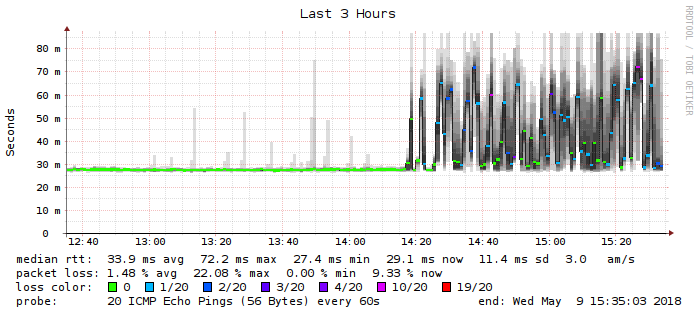 Last 3 Hours
RRDTOOL / TOBI OETIKER
Seconds
80 m
70 m
60 m
50 m
40 m
30 m
20 m
10 m
0
12:40 13:00 13:20 13:40 14:00 14:20 14:40 15:00 15:20
median rtt: 33.9 ms avg 72.2 ms max 27.4 ms min 29.1 ms now 11.4 ms sd 3.0 am/s
packet loss: 1.48 % avg 22.08 % max 0.00 % min 9.33 % now
loss color: 0 1/20 2/20 3/20 4/20 10/20 19/20
probe: 20 ICMP Echo Pings (56 Bytes) every 60s end: Wed May 9 15:35:03 2018